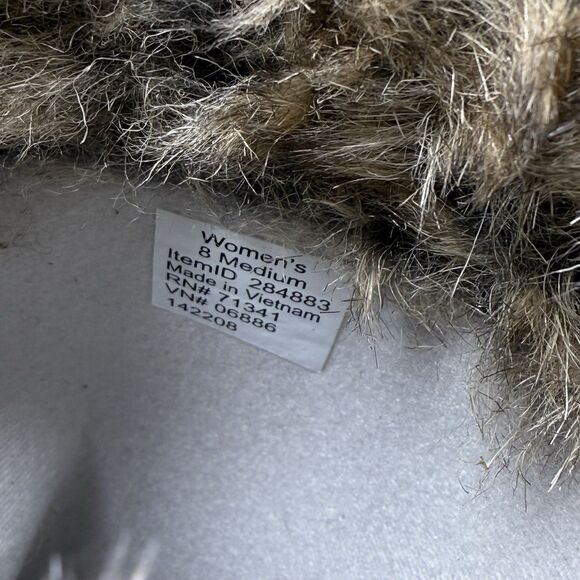 Women's
8 Medium
ItemID 284883
Made in Vietnam
RN# 71341
VN# 06886
142208